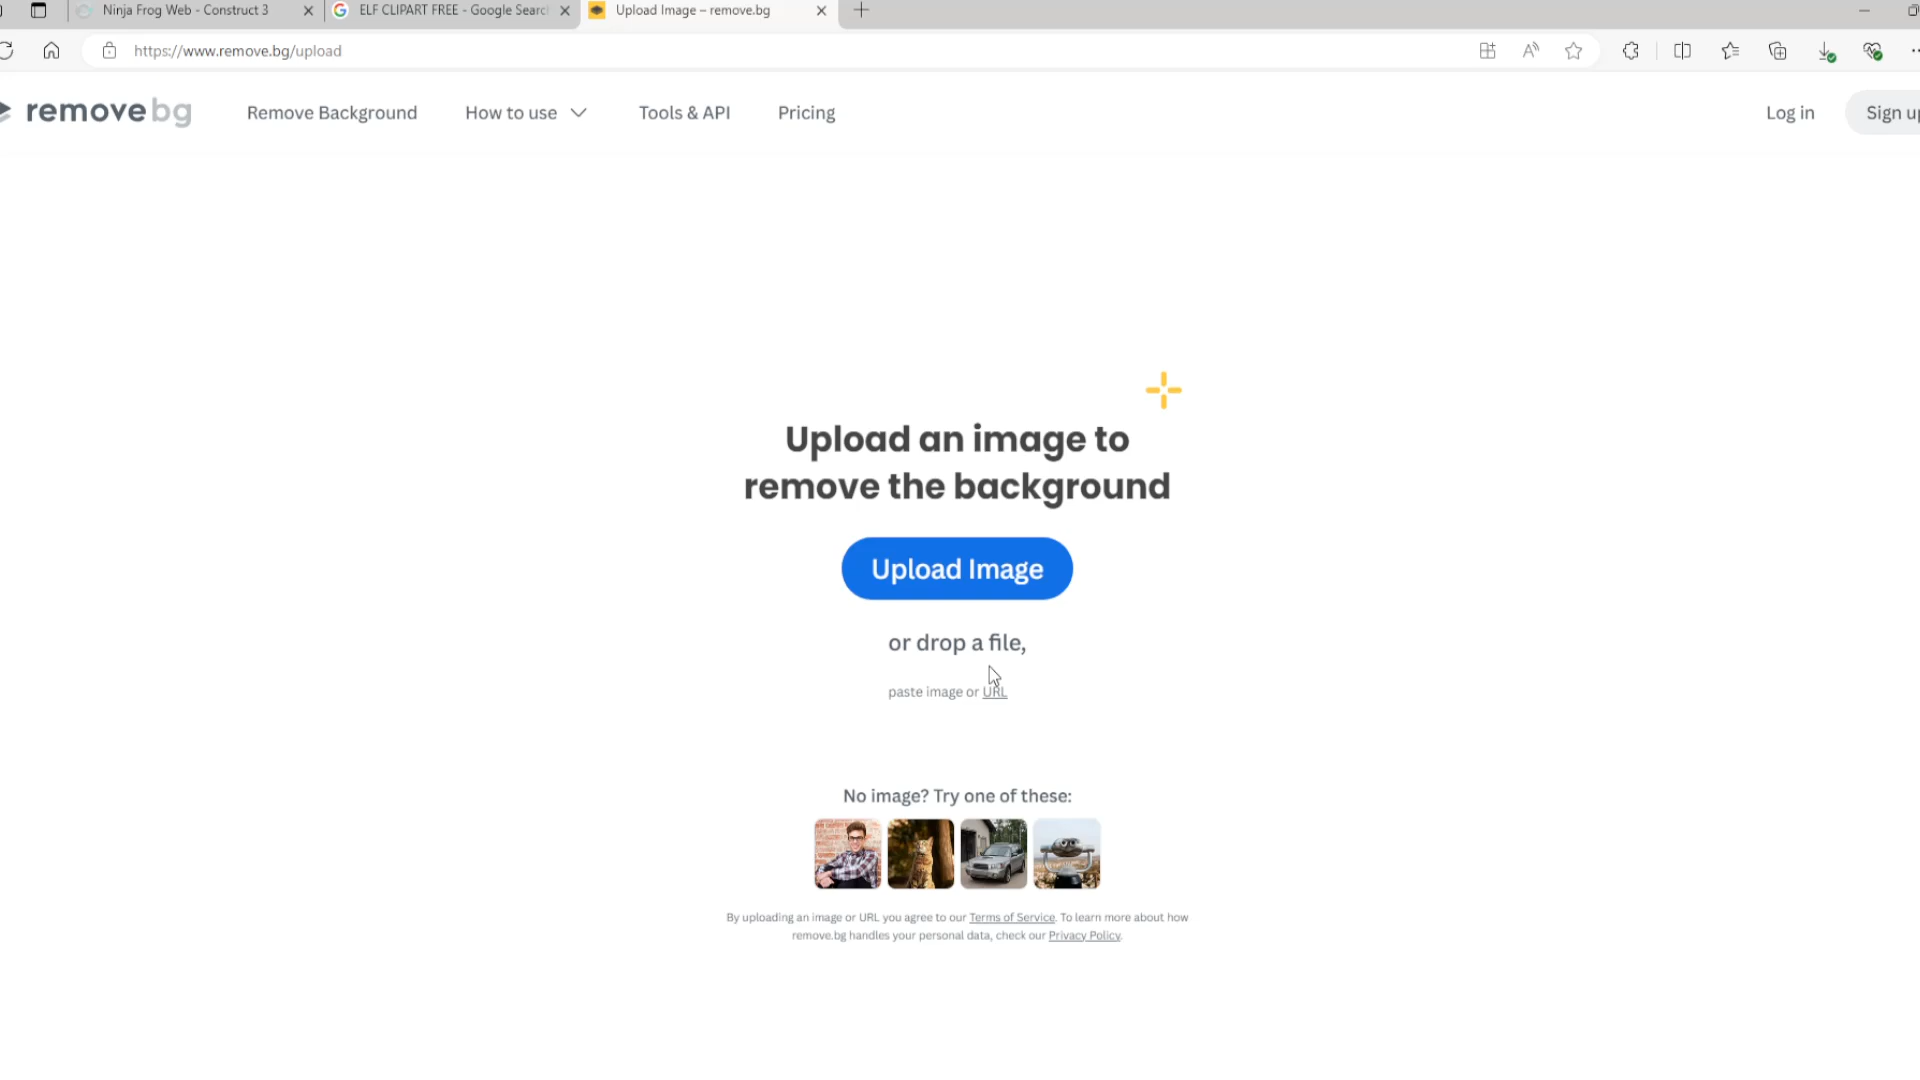 Ninja Frog Web - Construct 3
ELF CLIPART FREE - Google Search
Upload Image – remove.bg
https://www.remove.bg/upload
removebg
Remove Background
How to use
Tools & API
Pricing
Log in
Sign up
Upload an image to
remove the background
Upload Image
or drop a file,
paste image or URL
No image? Try one of these:
By uploading an image or URL you agree to our Terms of Service. To learn more about how
remove.bg handles your personal data, check our Privacy Policy.